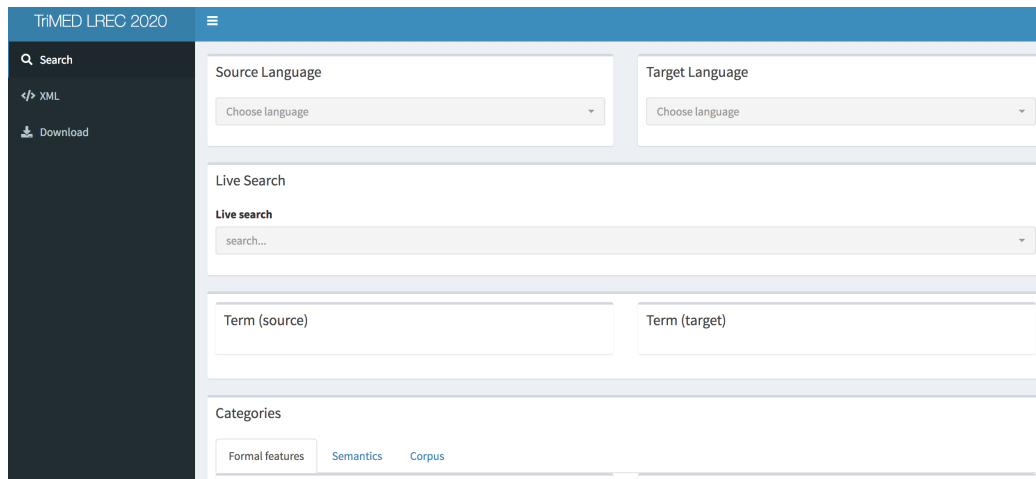 TriMED LREC 2020
Search
</> XML
Download
Source Language
Choose language
Target Language
Choose language
Live Search
Live search
search...
Term (source)
Term (target)
Categories
Formal features
Semantics
Corpus